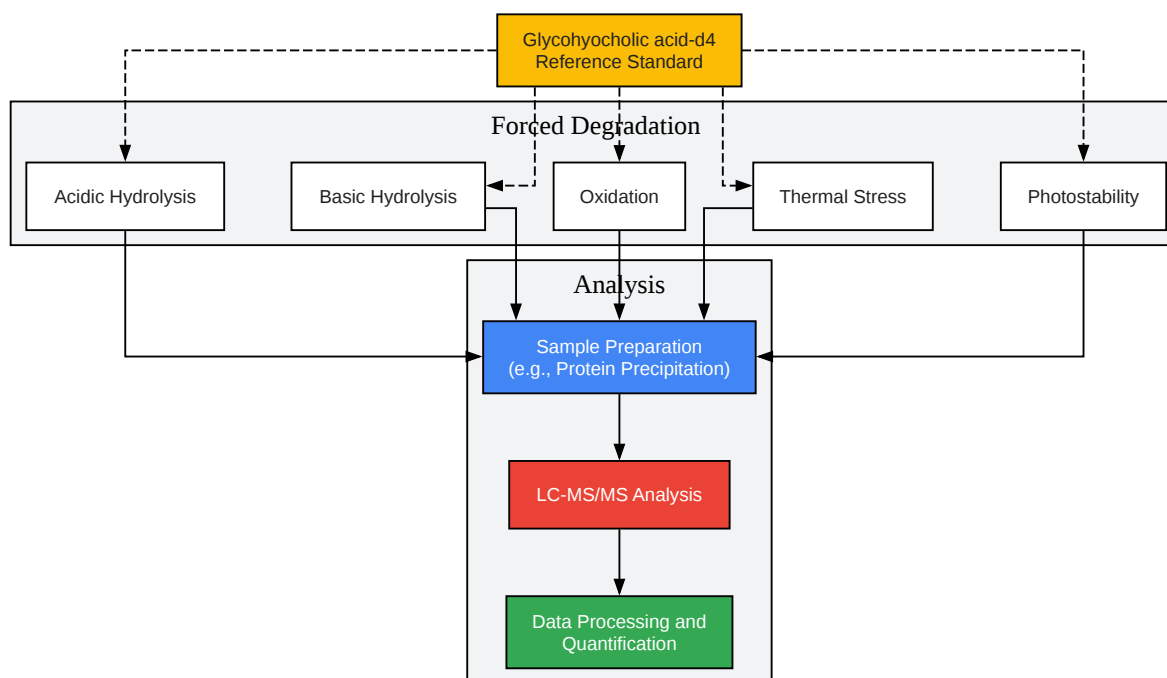 Glycohyocholic acid-d4
Reference Standard
Forced Degradation
Acidic Hydrolysis
Basic Hydrolysis
Oxidation
Thermal Stress
Photostability
Analysis
Sample Preparation
(e.g., Protein Precipitation)
LC-MS/MS Analysis
Data Processing and
Quantification